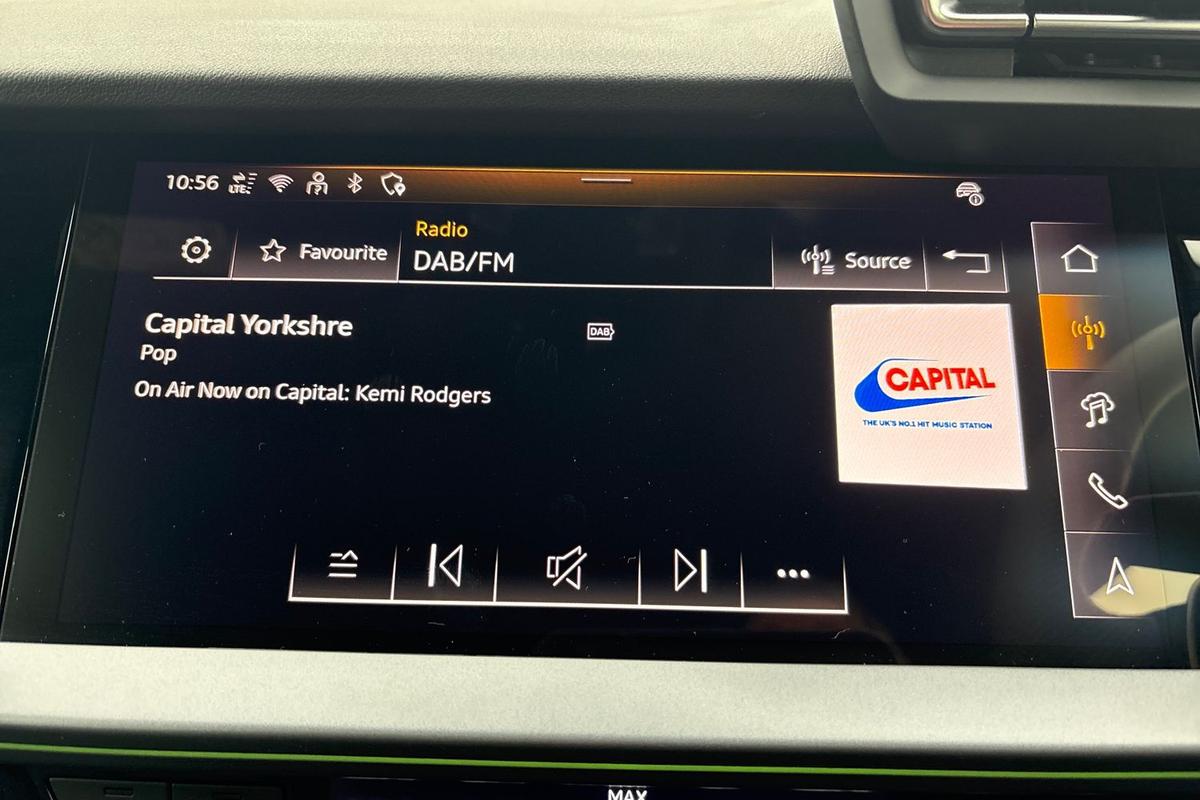 10:56 LTE
Radio
Favourite
DAB/FM
Source
Capital Yorkshre
DAB
Pop
On Air Now on Capital: Kemi Rodgers
CAPITAL
THE UK'S NO.1 HIT MUSIC STATION
MAX